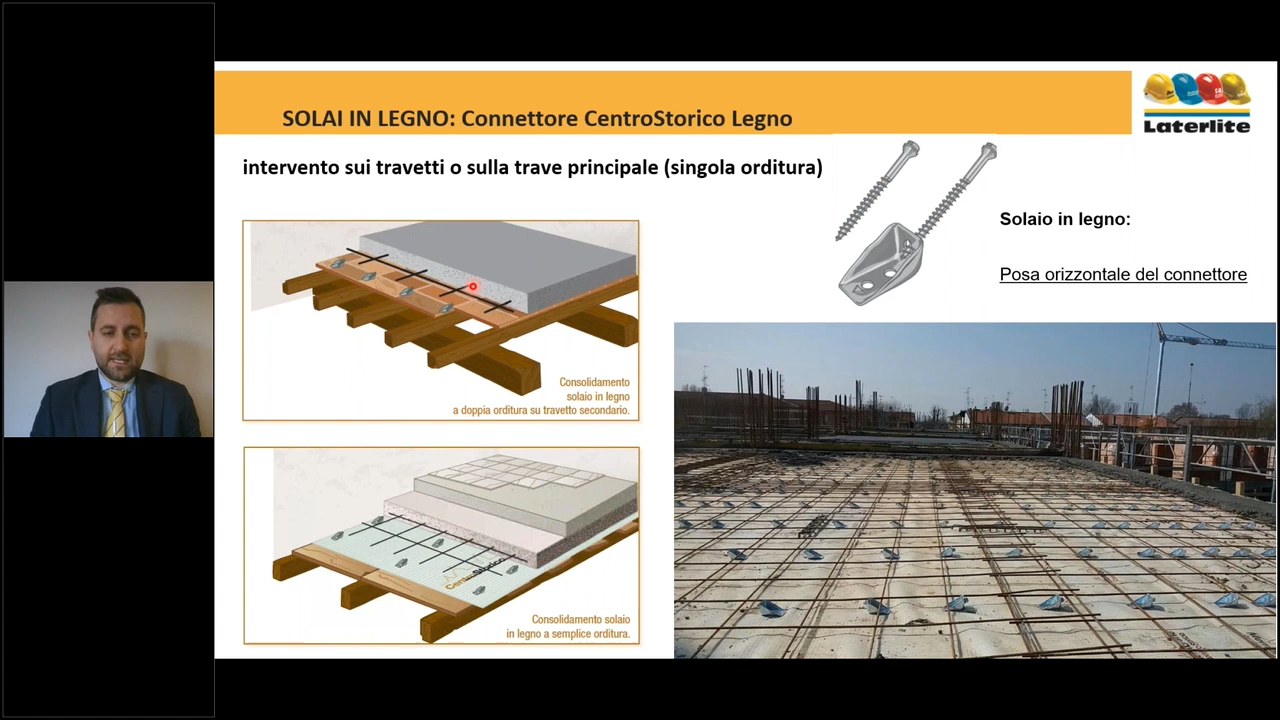 SOLAI IN LEGNO: Connettore CentroStorico Legno
Laterlite
intervento sui travetti o sulla trave principale (singola orditura)
Solaio in legno:
Posa orizzontale del connettore
Consolidamento
solaio in legno
a doppia orditura su travetto secondario.
CentroStorico
Consolidamento solaio
in legno a semplice orditura.